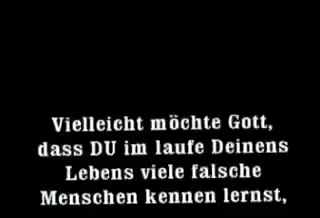 Vielleicht möchte Gott,
dass DU im laufe Deinens
Lebens viele falsche
Menschen kennen lernst,